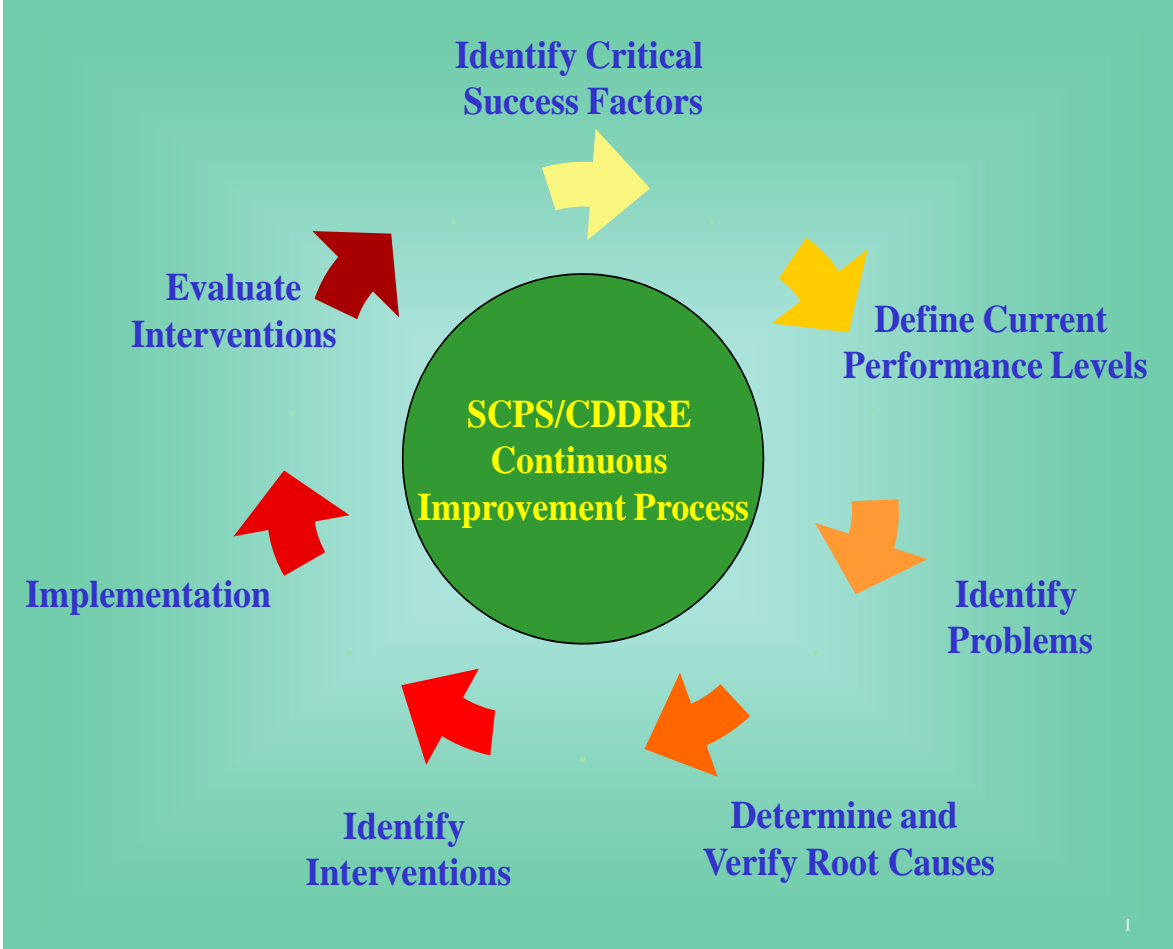 Identify Critical
Success Factors
Define Current
Performance Levels
Identify
Problems
Determine and
Verify Root Causes
Identify
Interventions
Implementation
Evaluate
Interventions
SCPS/CDDRE
Continuous
Improvement Process
1